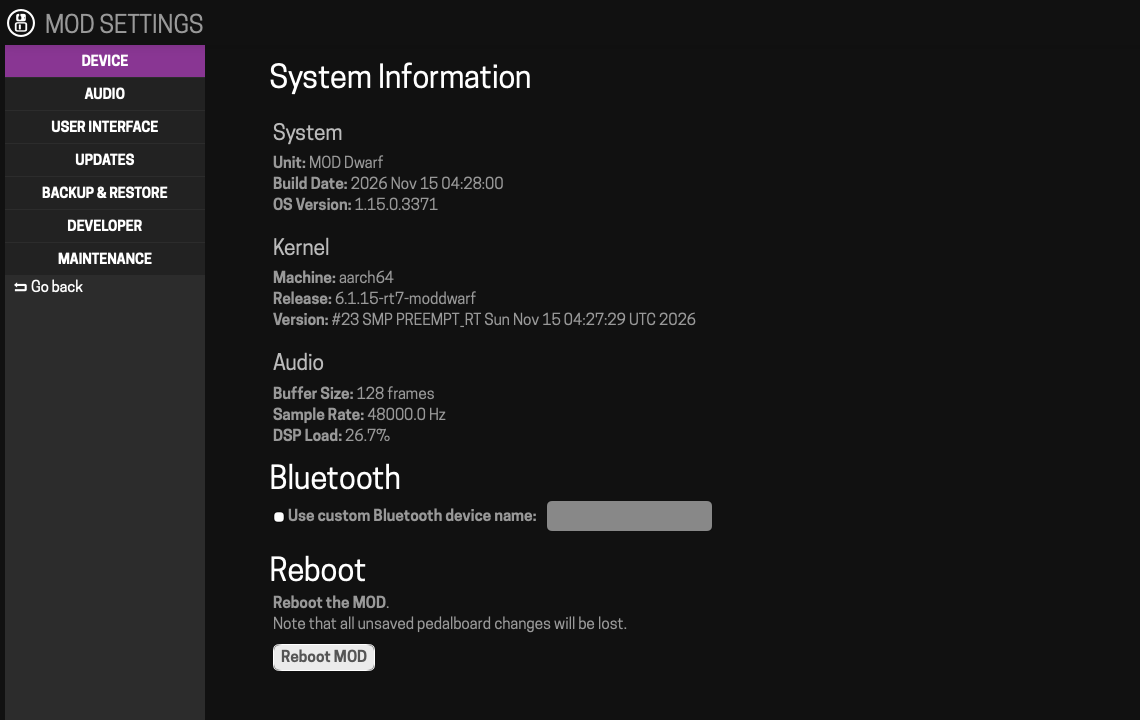 MOD SETTINGS
DEVICE
AUDIO
USER INTERFACE
UPDATES
BACKUP & RESTORE
DEVELOPER
MAINTENANCE
Go back
System Information
System
Unit: MOD Dwarf
Build Date: 2026 Nov 15 04:28:00
OS Version: 1.15.0.3371
Kernel
Machine: aarch64
Release: 6.1.15-rt7-moddwarf
Version: #23 SMP PREEMPT_RT Sun Nov 15 04:27:29 UTC 2026
Audio
Buffer Size: 128 frames
Sample Rate: 48000.0 Hz
DSP Load: 26.7%
Bluetooth
Use custom Bluetooth device name:
Reboot
Reboot the MOD.
Note that all unsaved pedalboard changes will be lost.
Reboot MOD